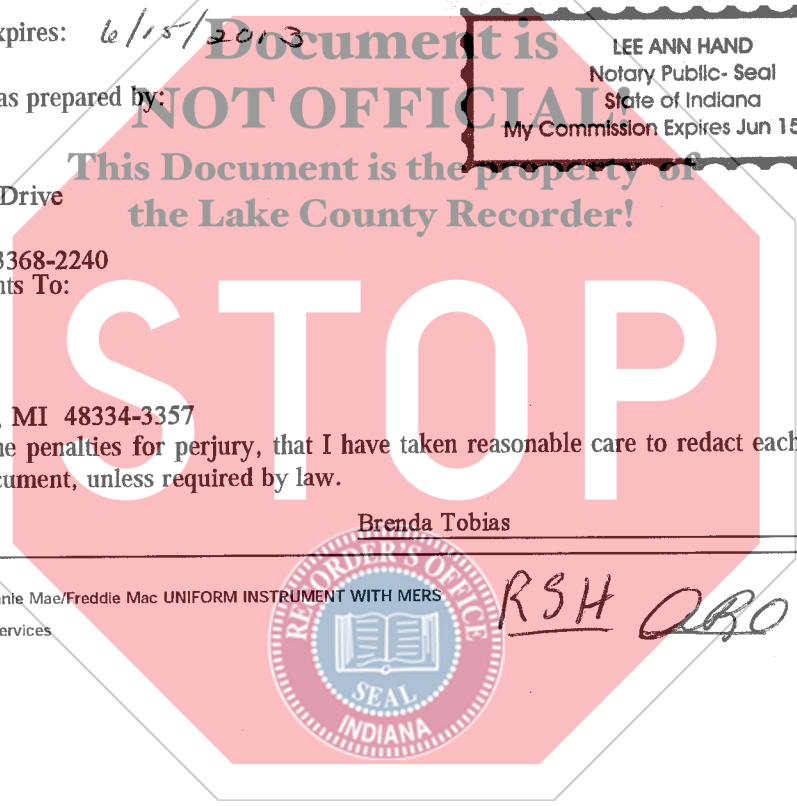 xpires: 6/15/2013
Document is
LEE ANN HAND
Notary Public- Seal
State of Indiana
My Commission Expires Jun 15
as prepared by:
NOT OFFICIAL!
This Document is the property of
the Lake County Recorder!
Drive
3368-2240
nts To:
STOP
, MI 48334-3357
he penalties for perjury, that I have taken reasonable care to redact each
cument, unless required by law.
Brenda Tobias
nnie Mae/Freddie Mac UNIFORM INSTRUMENT WITH MERS
ervices
RSH
RECORDER'S OFFICE
SEAL
INDIANA